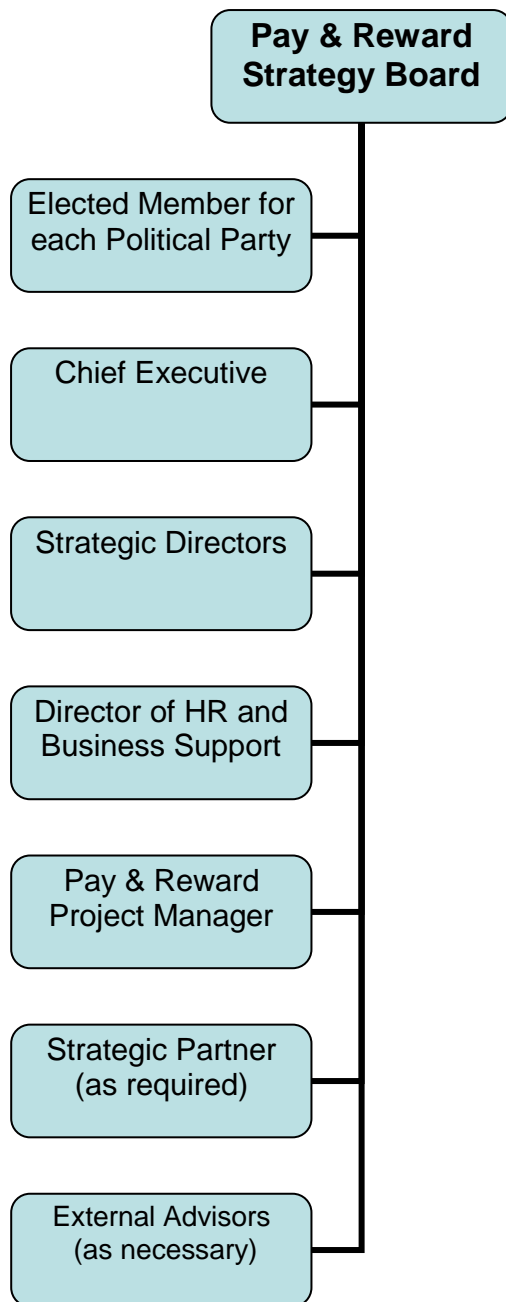 Pay & Reward
Strategy Board
Elected Member for
each Political Party
Chief Executive
Strategic Directors
Director of HR and
Business Support
Pay & Reward
Project Manager
Strategic Partner
(as required)
External Advisors
(as necessary)